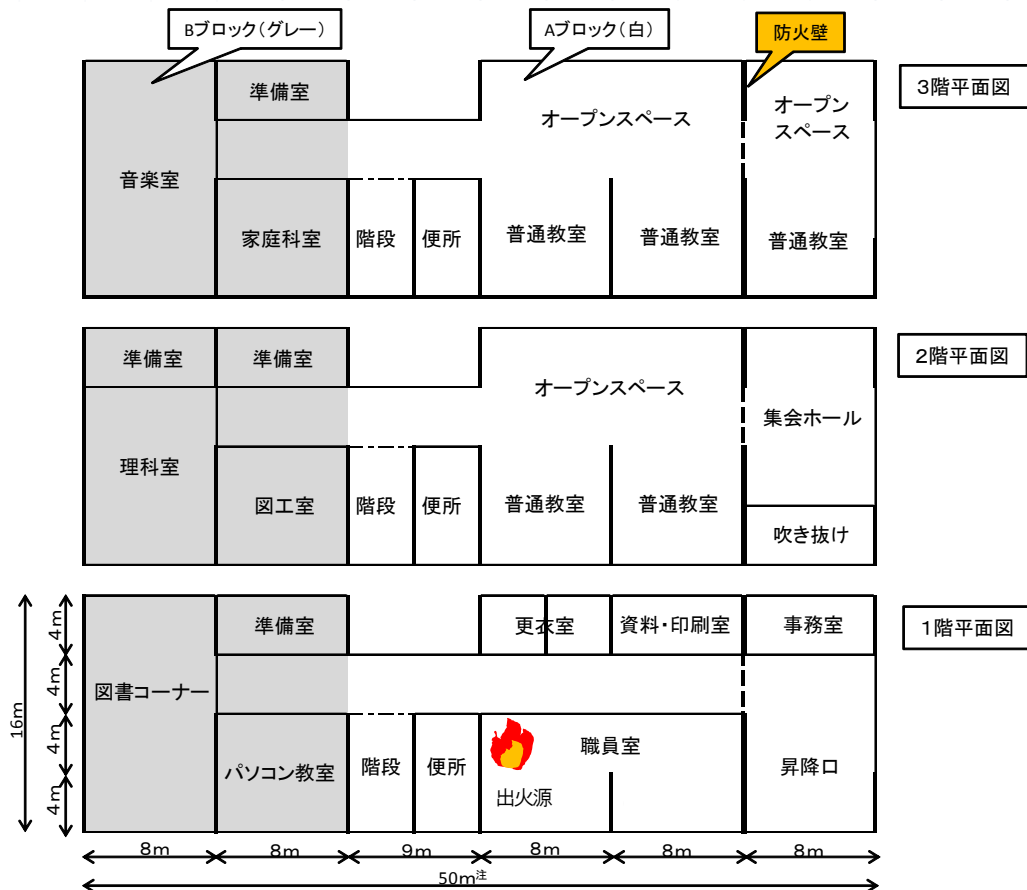 Bブロック(グレー)
Aブロック(白)
防火壁
3階平面図
準備室
オープンスペース
オープン
スペース
音楽室
家庭科室
階段
便所
普通教室
普通教室
普通教室
2階平面図
準備室
準備室
オープンスペース
集会ホール
理科室
図工室
階段
便所
普通教室
普通教室
吹き抜け
1階平面図
準備室
更衣室
資料・印刷室
事務室
図書コーナー
パソコン教室
階段
便所
職員室
出火源
昇降口
16m
4m
4m
4m
4m
8m
8m
9m
8m
8m
8m
50m注